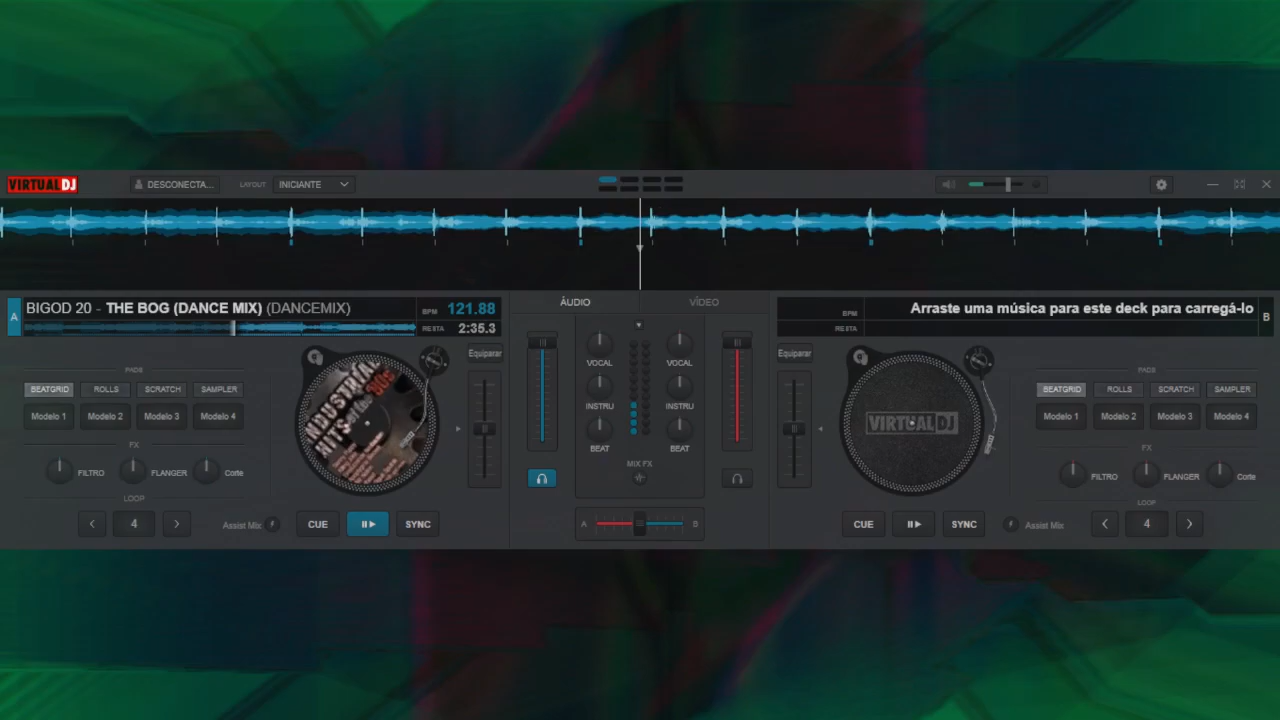 VIRTUALDJ
DESCONECTA...
LAYOUT
INICIANTE
A
BIGOD 20 - THE BOG (DANCE MIX) (DANCEMIX)
BPM
121.88
RESTA
2:35.3
ÁUDIO
VÍDEO
BPM
RESTA
Arraste uma música para este deck para carregá-lo
B
PADS
BEATGRID ROLLS SCRATCH SAMPLER
Modelo 1 Modelo 2 Modelo 3 Modelo 4
FX
FILTRO FLANGER Corte
LOOP
4
Assist Mix
CUE
SYNC
INDUSTRIAL
HITS
Equiparar
VOCAL VOCAL
INSTRU INSTRU
BEAT BEAT
MIX FX
A B
Equiparar
VIRTUALDJ
PADS
BEATGRID ROLLS SCRATCH SAMPLER
Modelo 1 Modelo 2 Modelo 3 Modelo 4
FX
FILTRO FLANGER Corte
LOOP
CUE
SYNC
Assist Mix
4